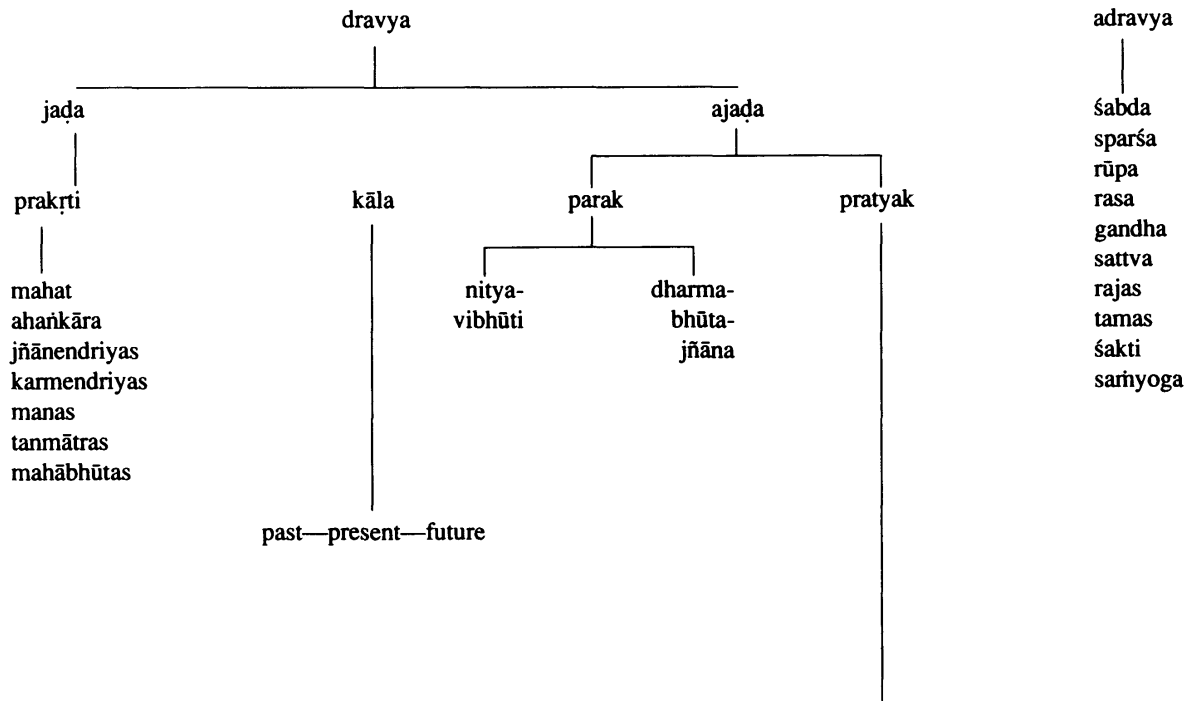 dravya
adravya
jaḍa
ajaḍa
prakṛti
kāla
parak
pratyak
mahat
ahaṅkāra
jñānendriyas
karmendriyas
manas
tanmātras
mahābhūtas
past—present—future
nitya-
vibhūti
dharma-
bhūta-
jñāna
śabda
sparśa
rūpa
rasa
gandha
sattva
rajas
tamas
śakti
saṁyoga